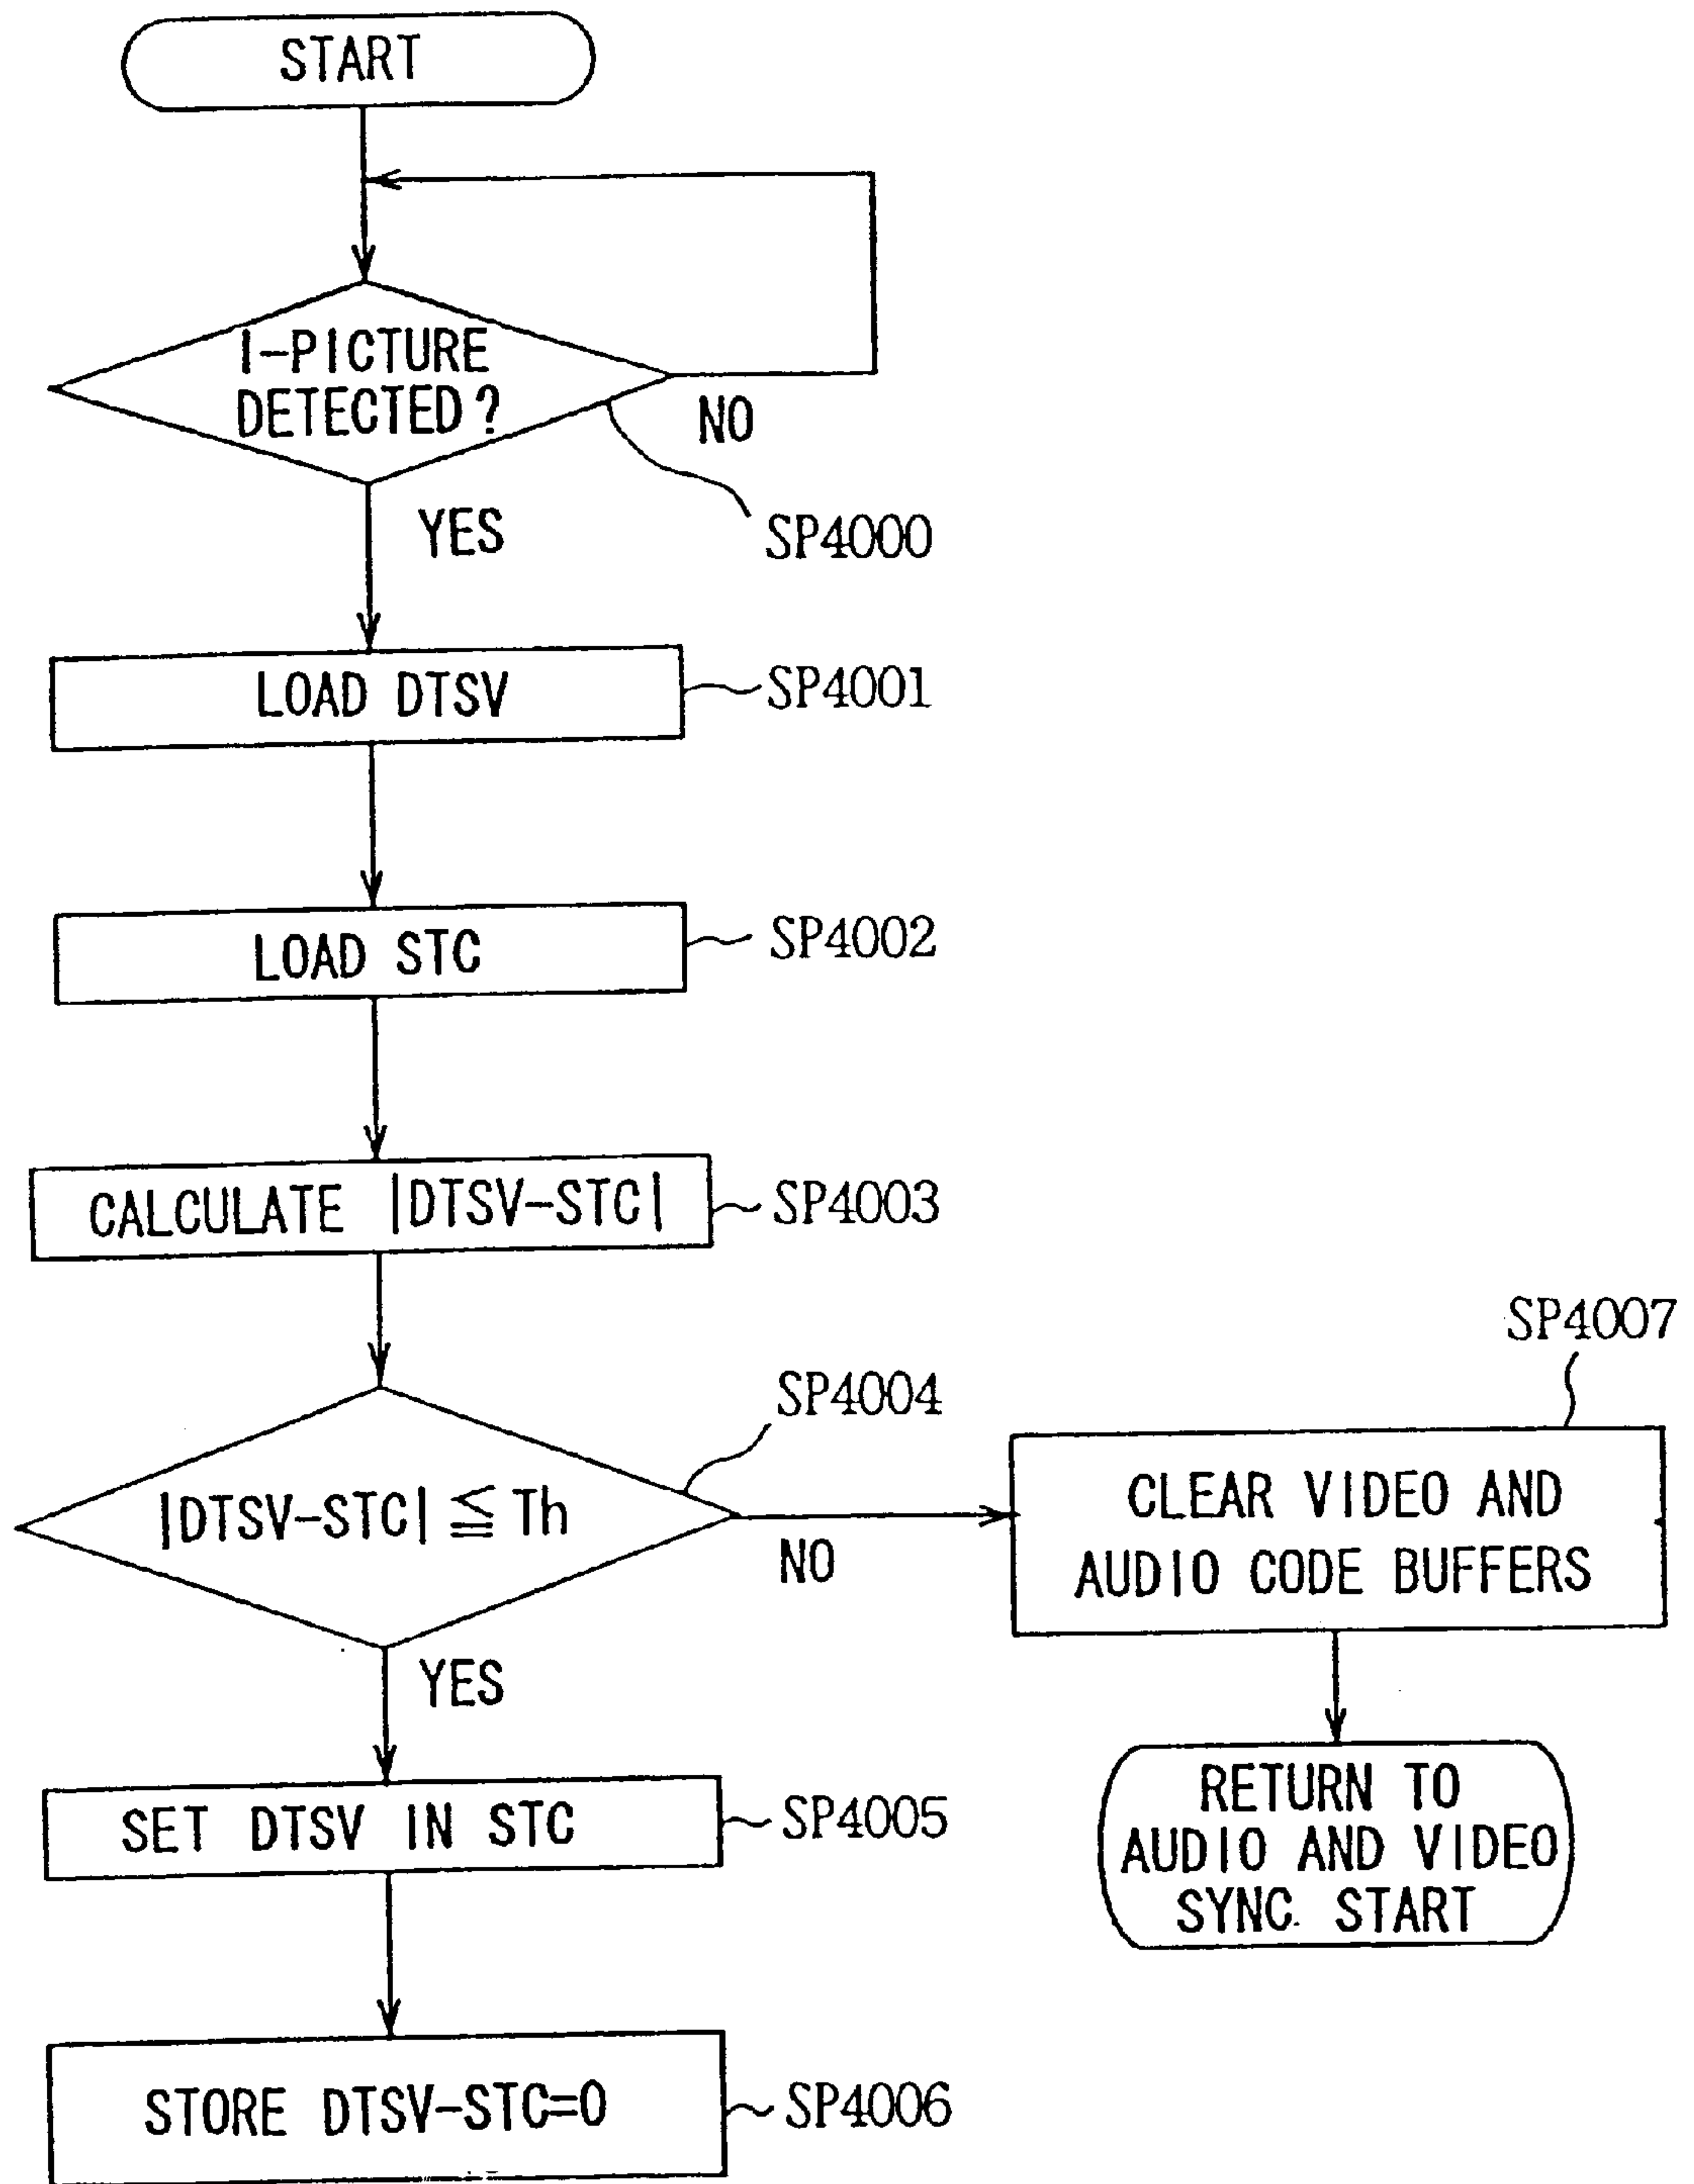 START
I-PICTURE
DETECTED?
NO
YES
SP4000
LOAD DTSV
SP4001
LOAD STC
SP4002
CALCULATE |DTSV-STC|
SP4003
SP4004
|DTSV-STC| ≦ Th
NO
YES
SP4007
CLEAR VIDEO AND
AUDIO CODE BUFFERS
RETURN TO
AUDIO AND VIDEO
SYNC. START
SET DTSV IN STC
SP4005
STORE DTSV-STC=0
SP4006